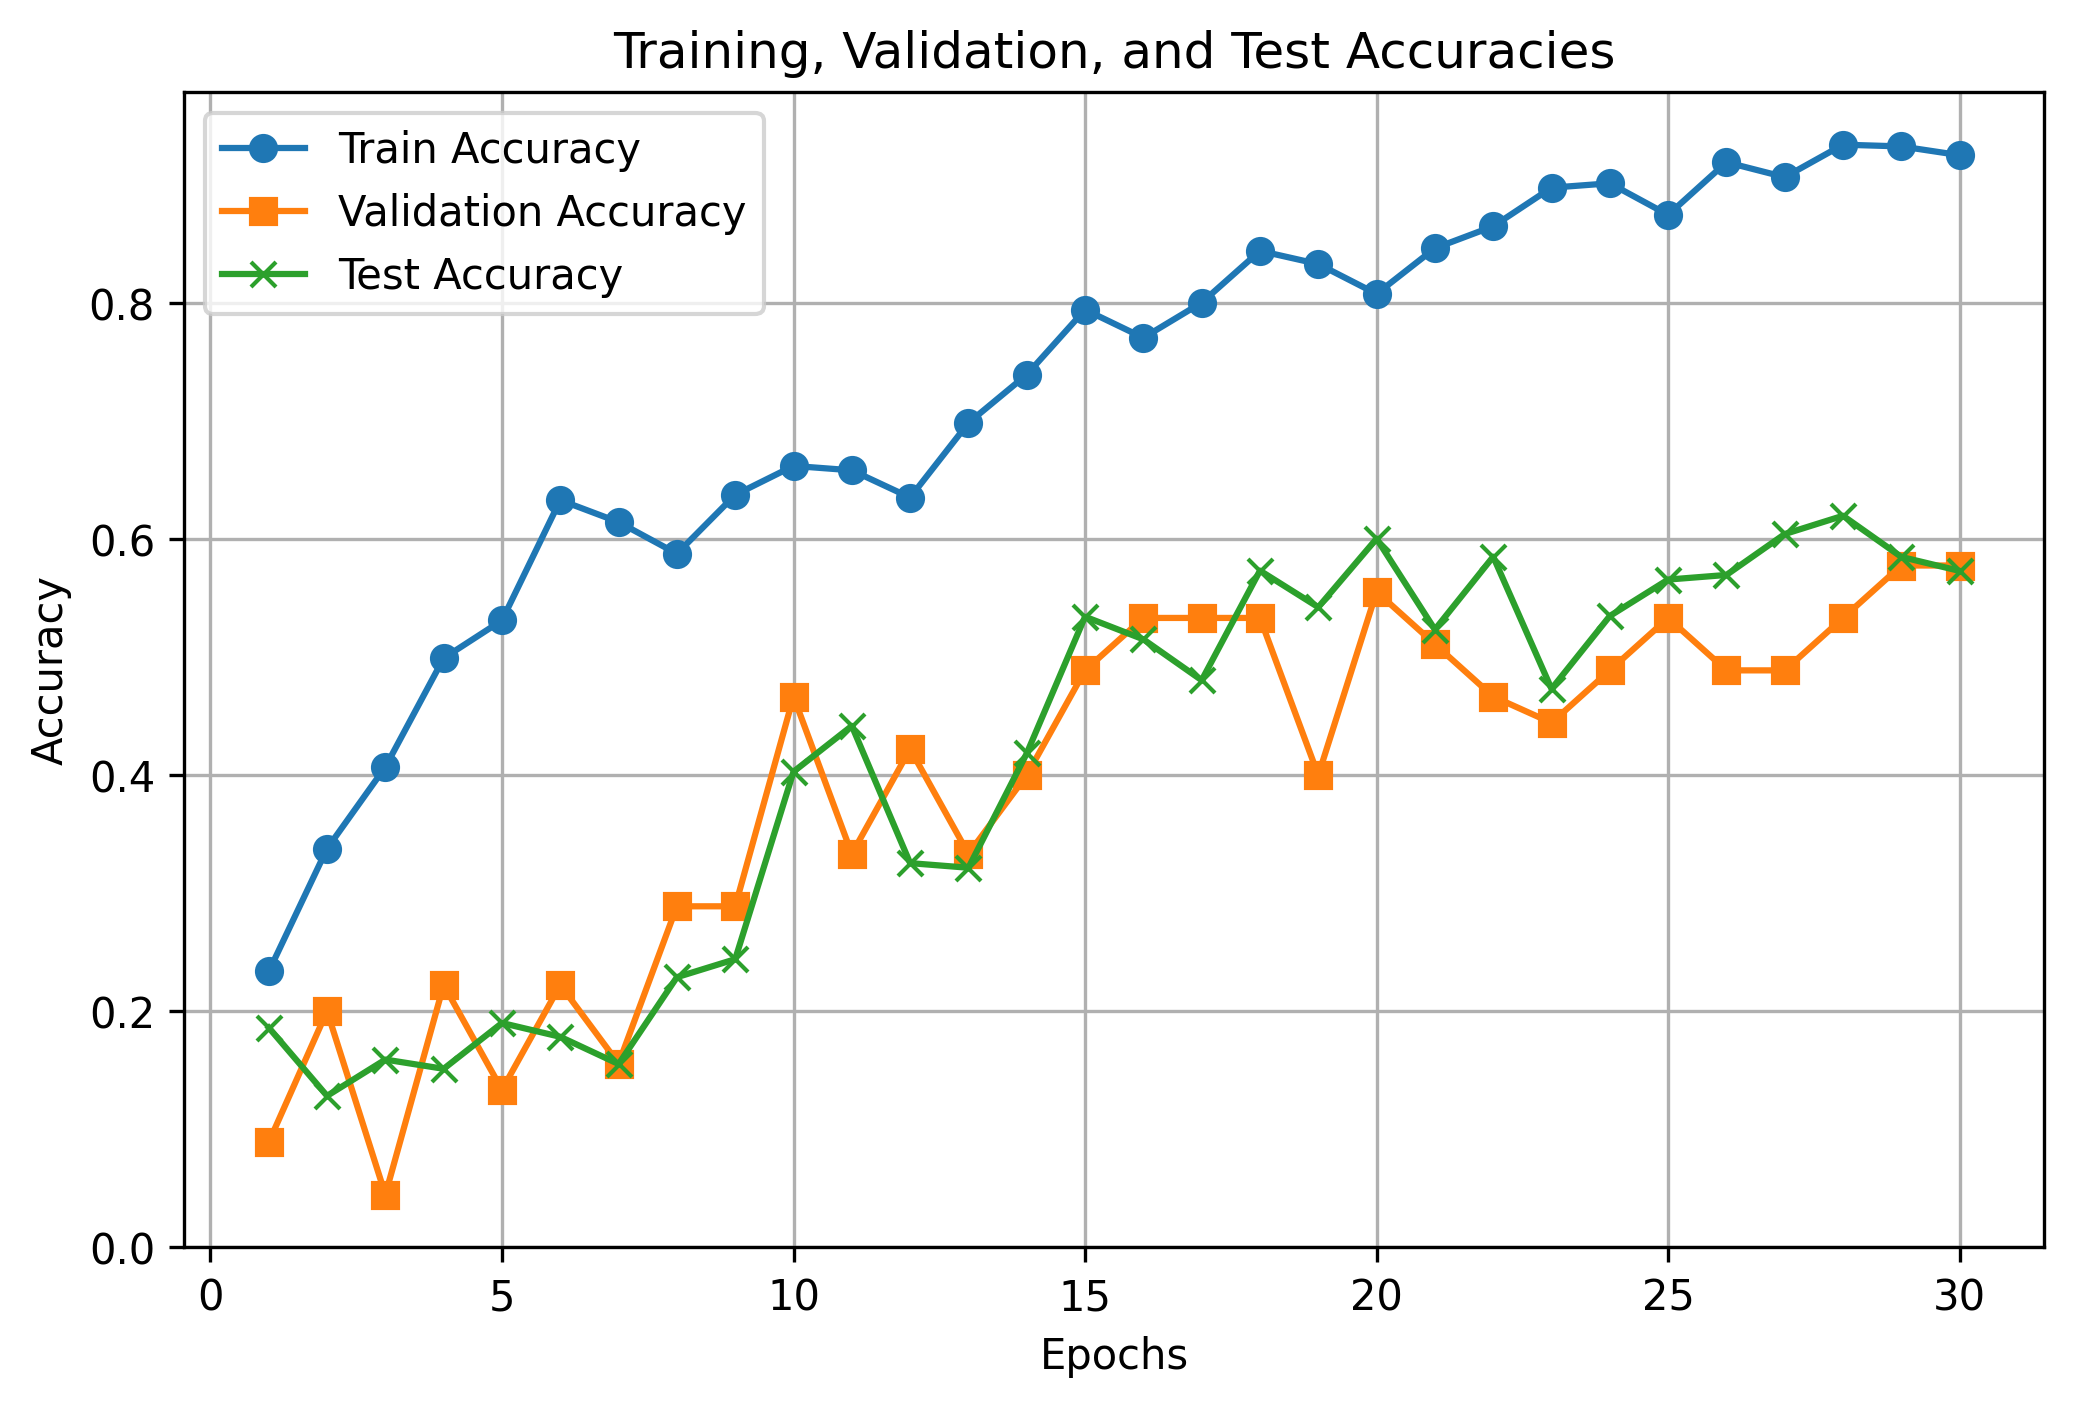 Training, Validation, and Test Accuracies
Train Accuracy
Validation Accuracy
Test Accuracy
0.8
0.6
0.4
0.2
0.0
Accuracy
0 5 10 15 20 25 30
Epochs